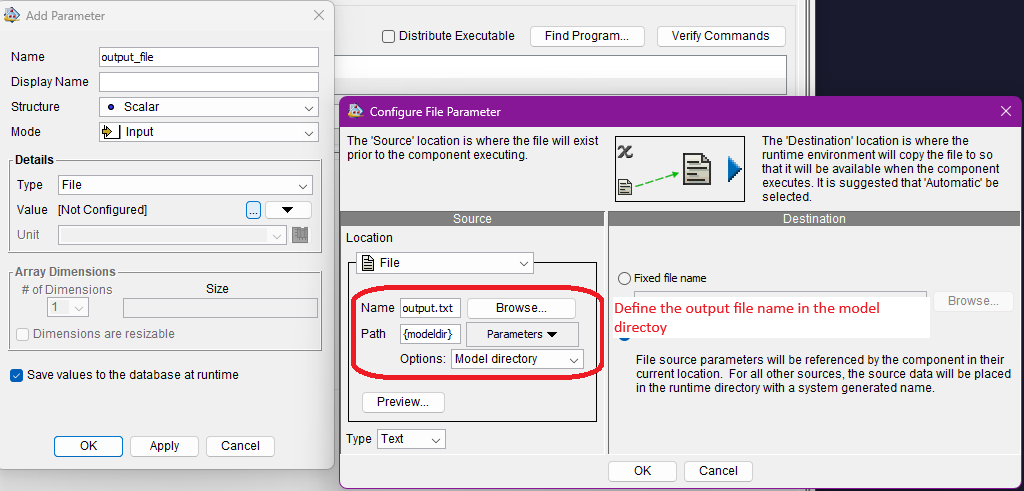 Add Parameter
Name
output_file
Display Name
Structure
Scalar
Mode
Input
Details
Type
File
Value
[Not Configured]
...
Unit
Array Dimensions
# of Dimensions
Size
1
Dimensions are resizable
Save values to the database at runtime
OK
Apply
Cancel
Distribute Executable
Find Program...
Verify Commands
Configure File Parameter
The 'Source' location is where the file will exist
prior to the component executing.
The 'Destination' location is where the
runtime environment will copy the file to so
that it will be available when the component
executes. It is suggested that 'Automatic' be
selected.
Source
Location
File
Name
output.txt
Browse...
Path
{modeldir}
Parameters
Options:
Model directory
Preview...
Type
Text
Destination
Fixed file name
Browse...
Define the output file name in the model
directoy
File source parameters will be referenced by the component in their
current location. For all other sources, the source data will be placed
in the runtime directory with a system generated name.
OK
Cancel